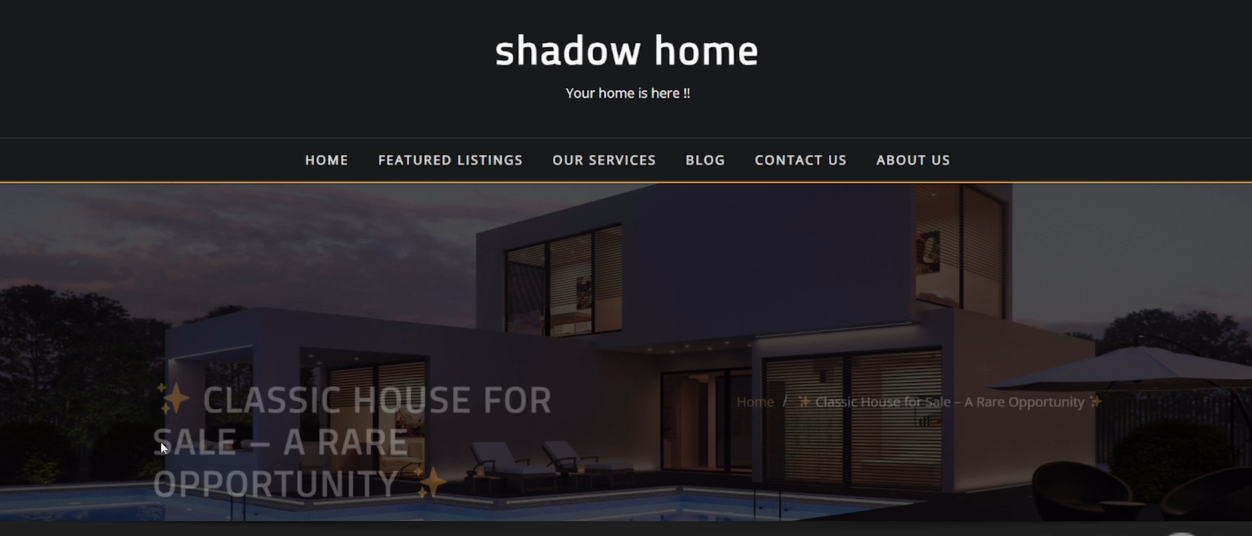 shadow home
Your home is here !!
HOME FEATURED LISTINGS OUR SERVICES BLOG CONTACT US ABOUT US
✨ CLASSIC HOUSE FOR
SALE – A RARE
OPPORTUNITY ✨
Home / ✨ Classic House for Sale – A Rare Opportunity ✨